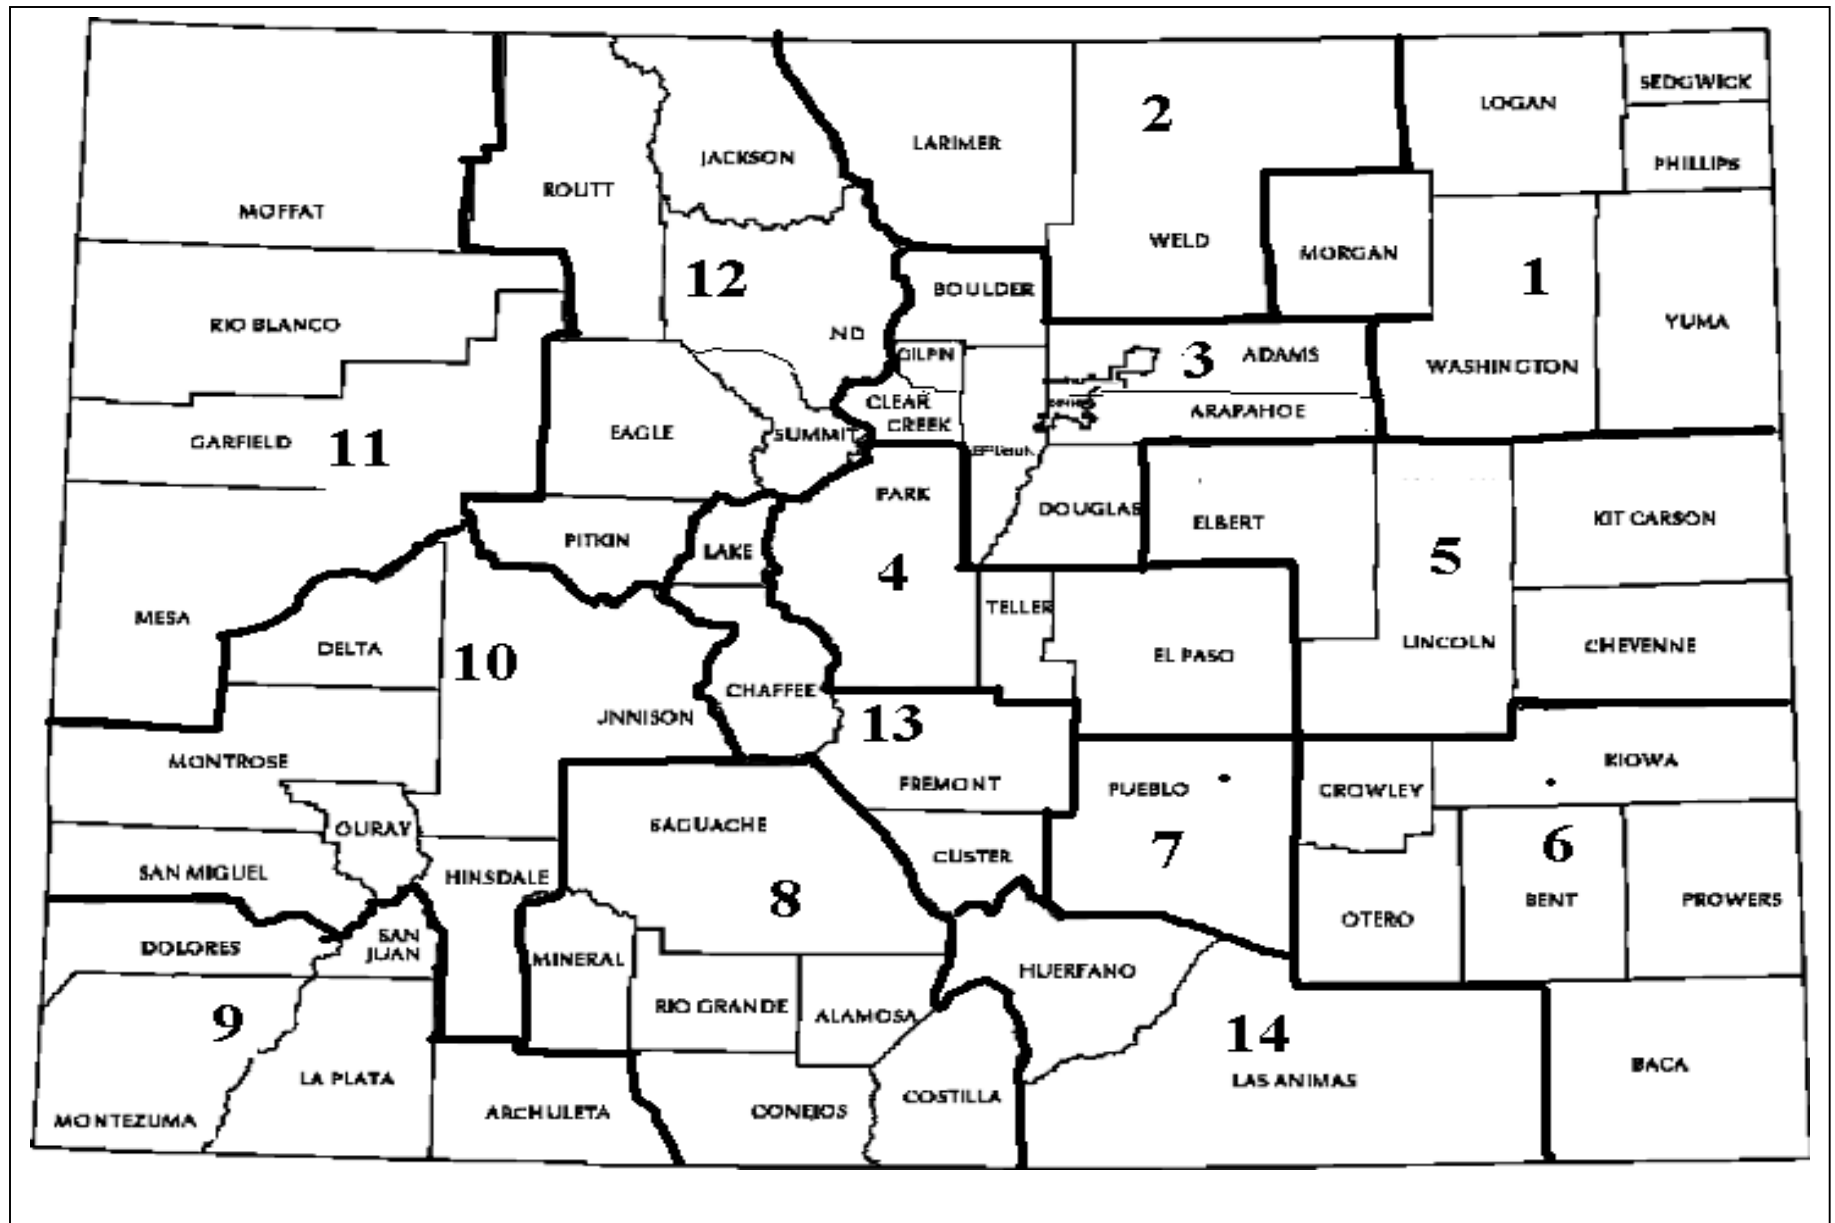 SEDGWICK
2
LOGAN
LARIMER
JACKSON
PHILLIPS
ROUTT
MOFFAT
WELD
MORGAN
12
1
BOULDER
RIO BLANCO
ND
YUMA
GILPIN
3
ADAMS
WASHINGTON
CLEAR
CREEK
ARAPAHOE
EAGLE
SUMMIT
GARFIELD
11
PARK
DOUGLAS
ELBERT
KIT CARSON
PITKIN
LAKE
4
5
TELLER
MESA
DELTA
10
EL PASO
LINCOLN
CHEYENNE
CHAFFEE
JNNISON
13
MONTROSE
FREMONT
PUEBLO
CROWLEY
KIOWA
OURAY
SAGUACHE
7
6
CUSTER
SAN MIGUEL
HINSDALE
8
BENT
PROWERS
OTERO
DOLORES
SAN
JUAN
MINERAL
HUERFANO
RIO GRANDE
ALAMOSA
9
14
LA PLATA
LAS ANIMAS
BACA
MONTEZUMA
ARCHULETA
CONEJOS
COSTILLA